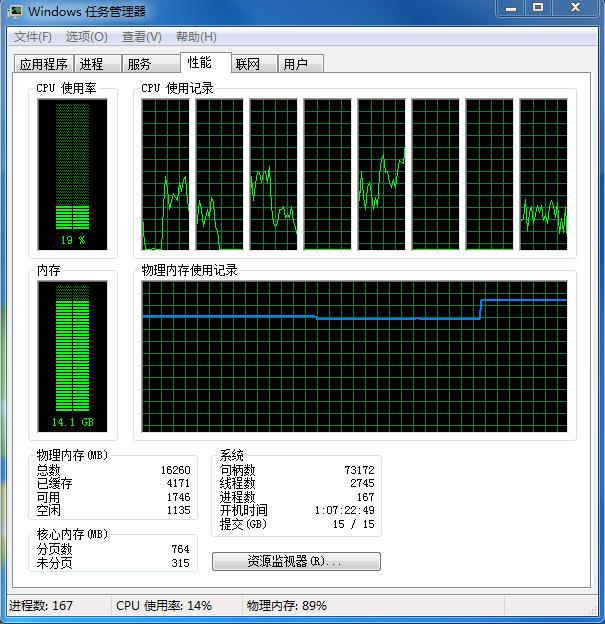 Windows 任务管理器
文件(F) 选项(O) 查看(V) 帮助(H)
应用程序 进程 服务 性能 联网 用户
CPU 使用率 CPU 使用记录
19 %
内存 物理内存使用记录
14.1 GB
物理内存(MB)
总数 16260
已缓存 4171
可用 1746
空闲 1135
核心内存(MB)
分页数 764
未分页 315
系统
句柄数 73172
线程数 2745
进程数 167
开机时间 1:07:22:49
提交(GB) 15 / 15
资源监视器(R)...
进程数: 167 CPU 使用率: 14% 物理内存: 89%